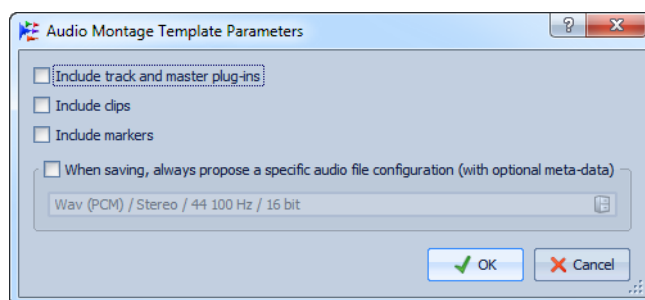 Audio Montage Template Parameters
?
Include track and master plug-ins
Include clips
Include markers
When saving, always propose a specific audio file configuration (with optional meta-data)
Wav (PCM) / Stereo / 44 100 Hz / 16 bit
OK
Cancel